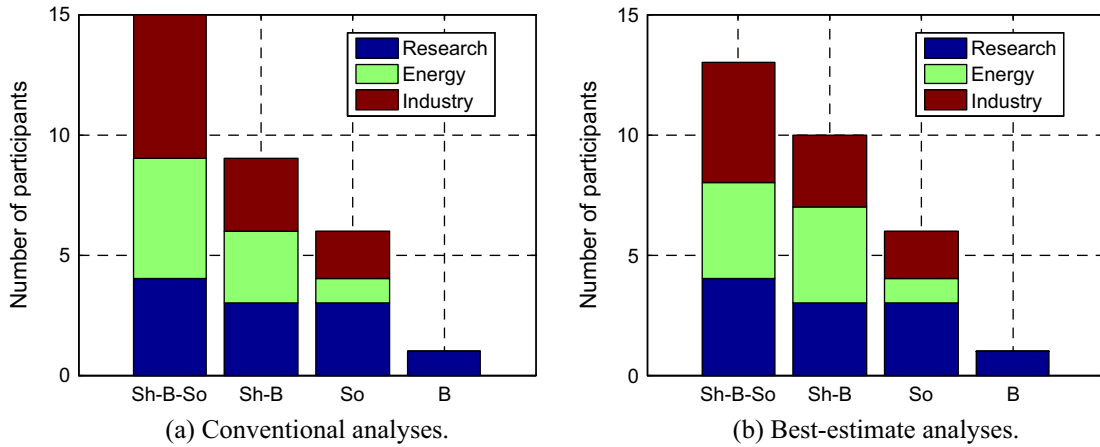 15
10
5
0
Number of participants
Research
Energy
Industry
Sh-B-So
Sh-B
So
B
(a) Conventional analyses.
15
10
5
0
Number of participants
Research
Energy
Industry
Sh-B-So
Sh-B
So
B
(b) Best-estimate analyses.